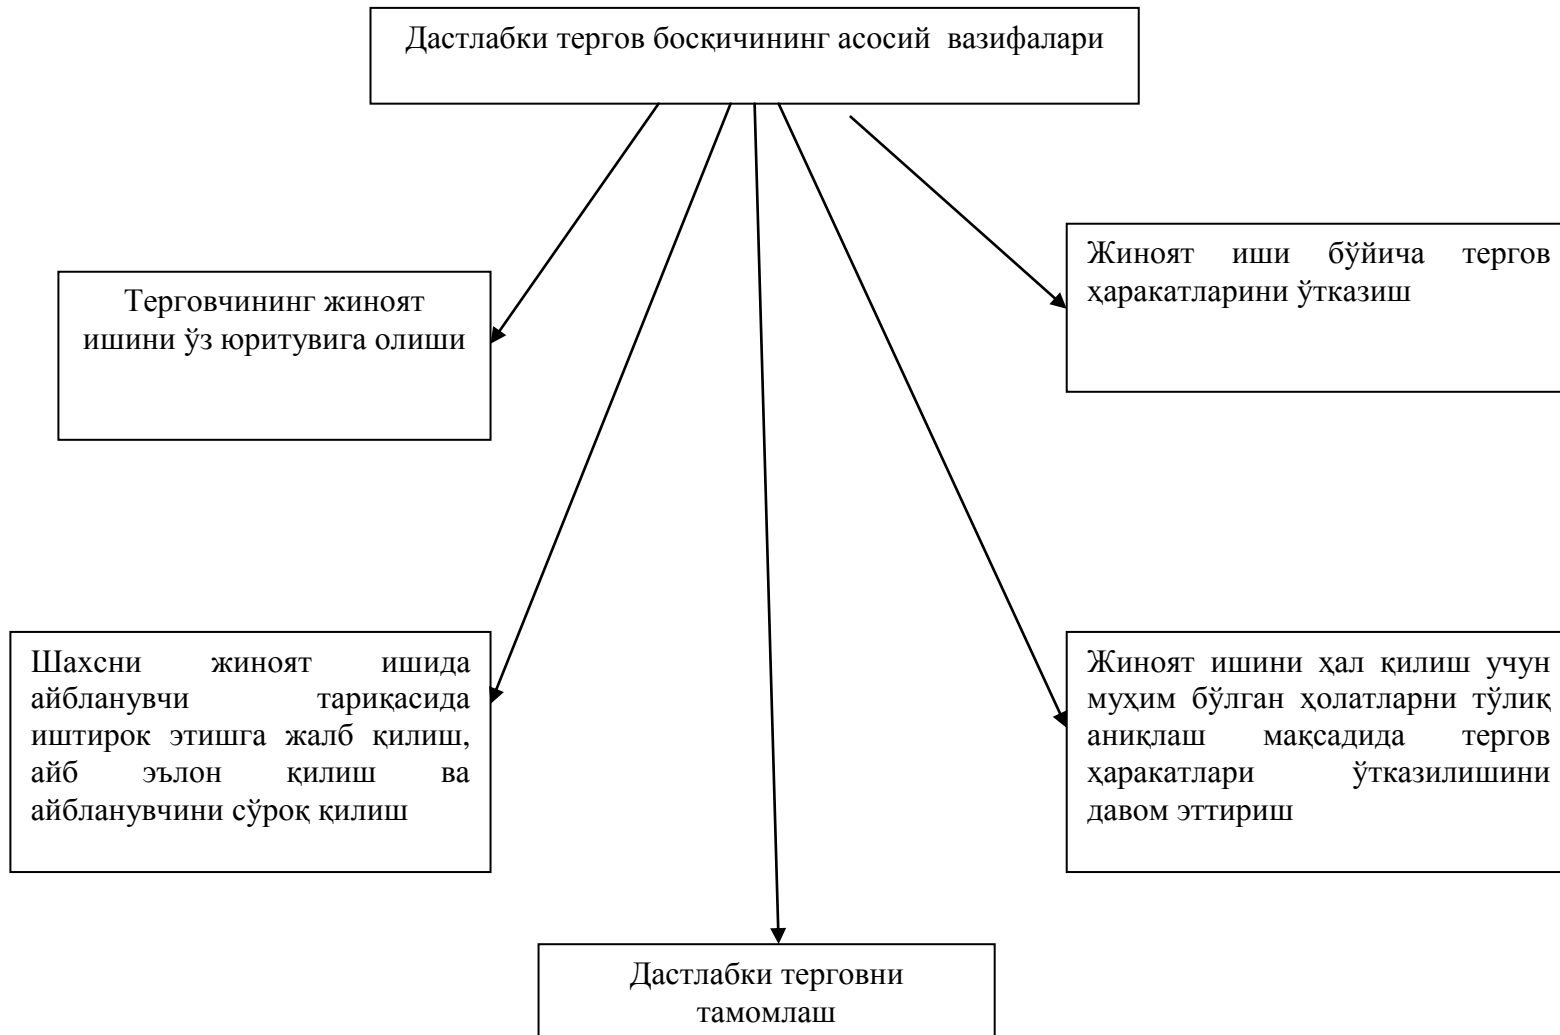 Дастлабки тергов босқичининг асосий вазифалари
Терговчининг жиноят
ишини ўз юритувига олиши
Жиноят иши бўйича тергов
ҳаракатларини ўтказиш
Шахсни жиноят ишида
айбланувчи тариқасида
иштирок этишга жалб қилиш,
айб эълон қилиш ва
айбланувчини сўроқ қилиш
Жиноят ишини ҳал қилиш учун
муҳим бўлган ҳолатларни тўлиқ
аниқлаш мақсадида тергов
ҳаракатлари ўтказилишини
давом эттириш
Дастлабки терговни
тамомлаш